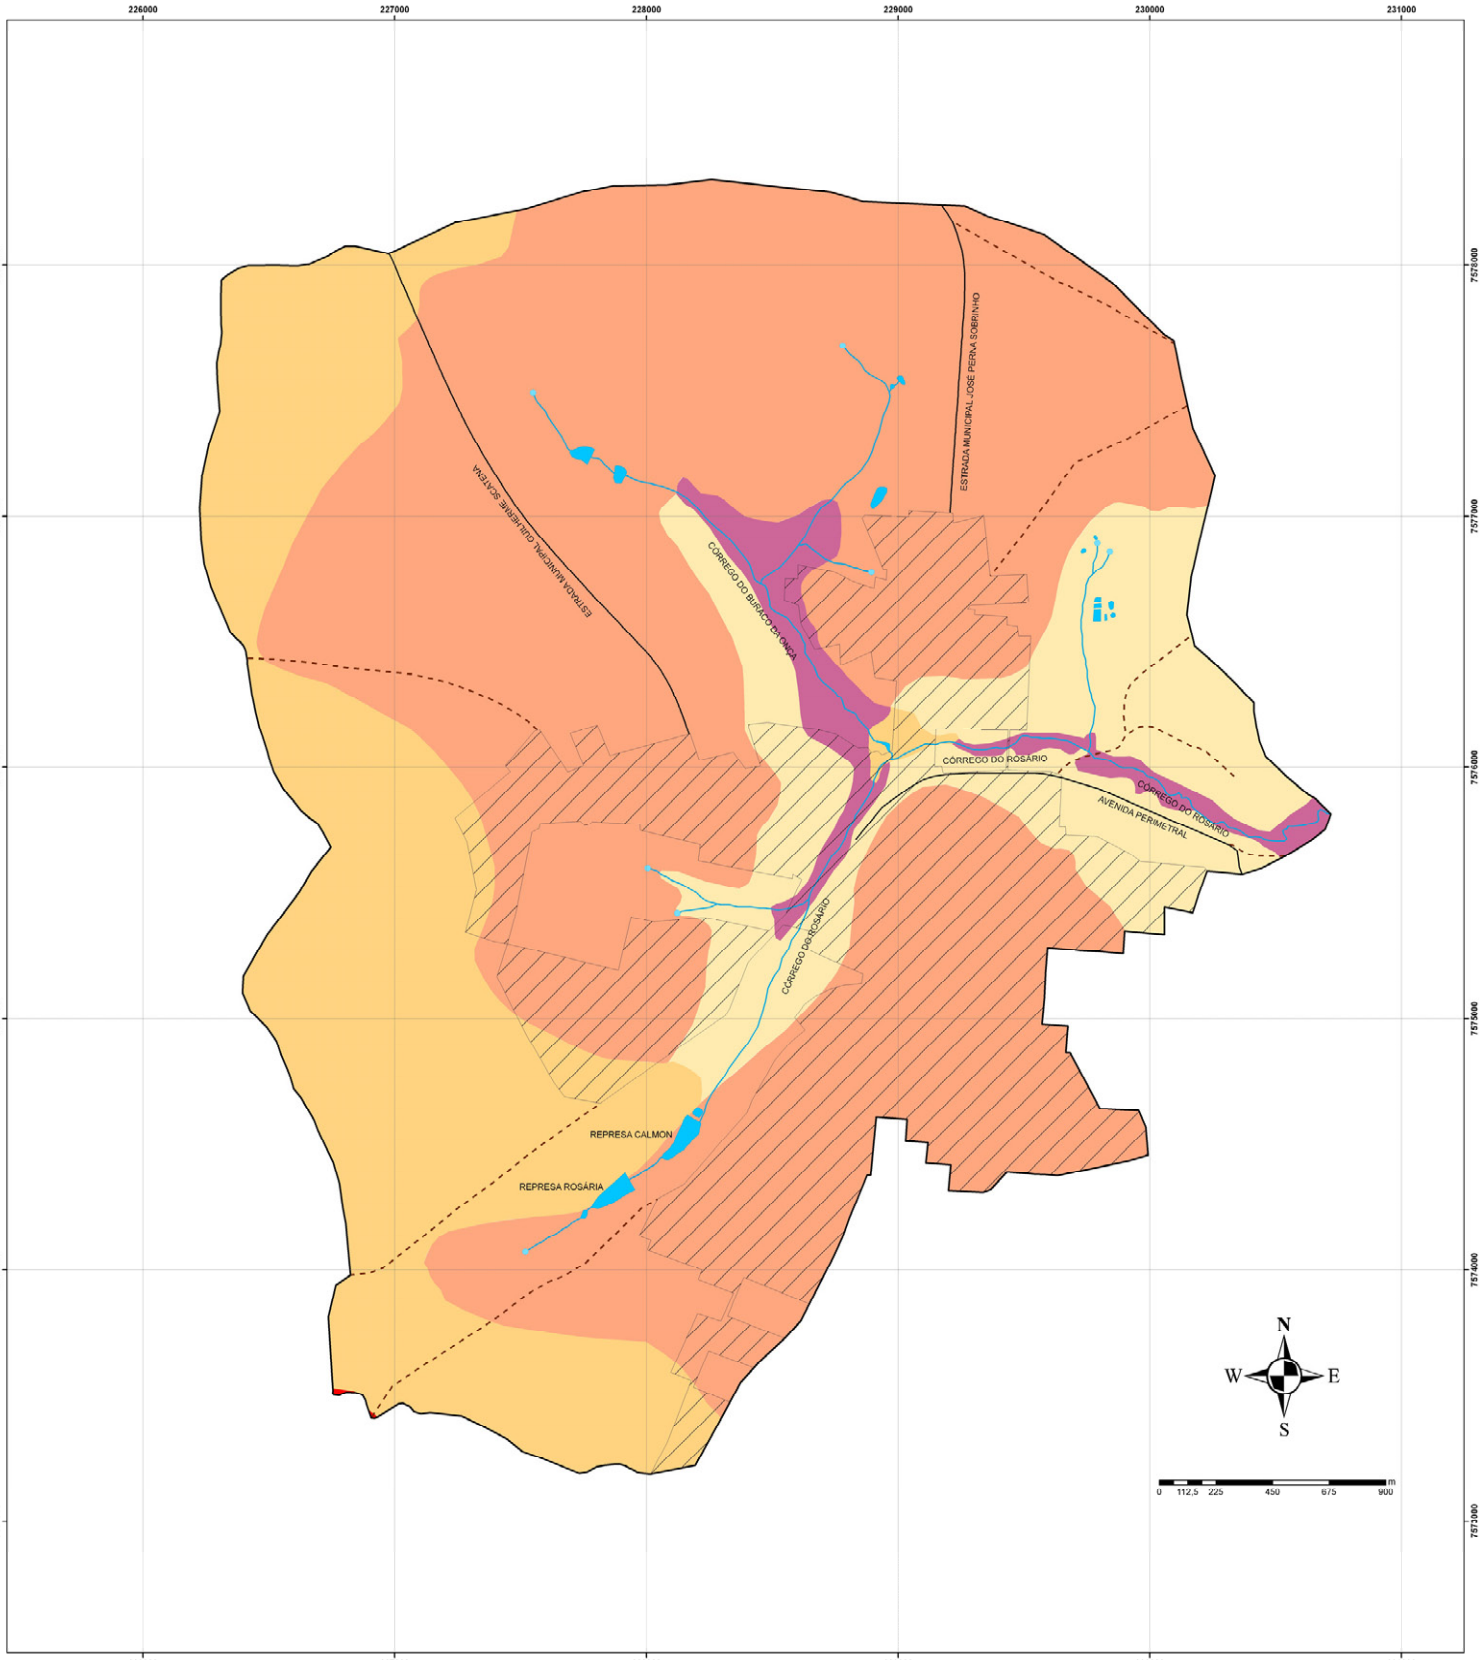 226000
227000
228000
229000
230000
231000
7578000
ESTRADA MUNICIPAL JOSÉ PERNA SOBRINHO
ESTRADA MUNICIPAL GUILHERME SCATENA
7577000
CÓRREGO DO BURACO DA ONÇA
CÓRREGO DO ROSÁRIO
7576000
CÓRREGO DO ROSÁRIO
AVENIDA PERIMETRAL
CÓRREGO DO ROSÁRIO
7575000
REPRESA CALMON
REPRESA ROSÁRIA
7574000
N
W
E
S
m
0 112,5 225 450 675 900
7573000